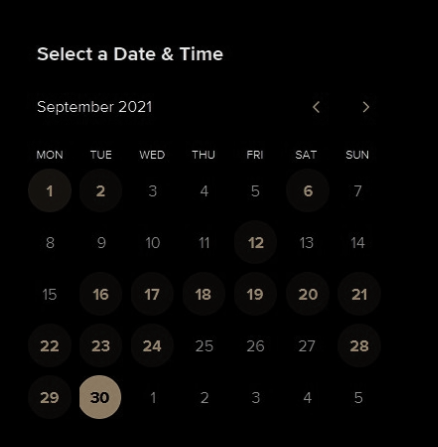 Select a Date & Time
September 2021
MON TUE WED THU FRI SAT SUN
1 2 3 4 5 6 7
8 9 10 11 12 13 14
15 16 17 18 19 20 21
22 23 24 25 26 27 28
29 30 1 2 3 4 5